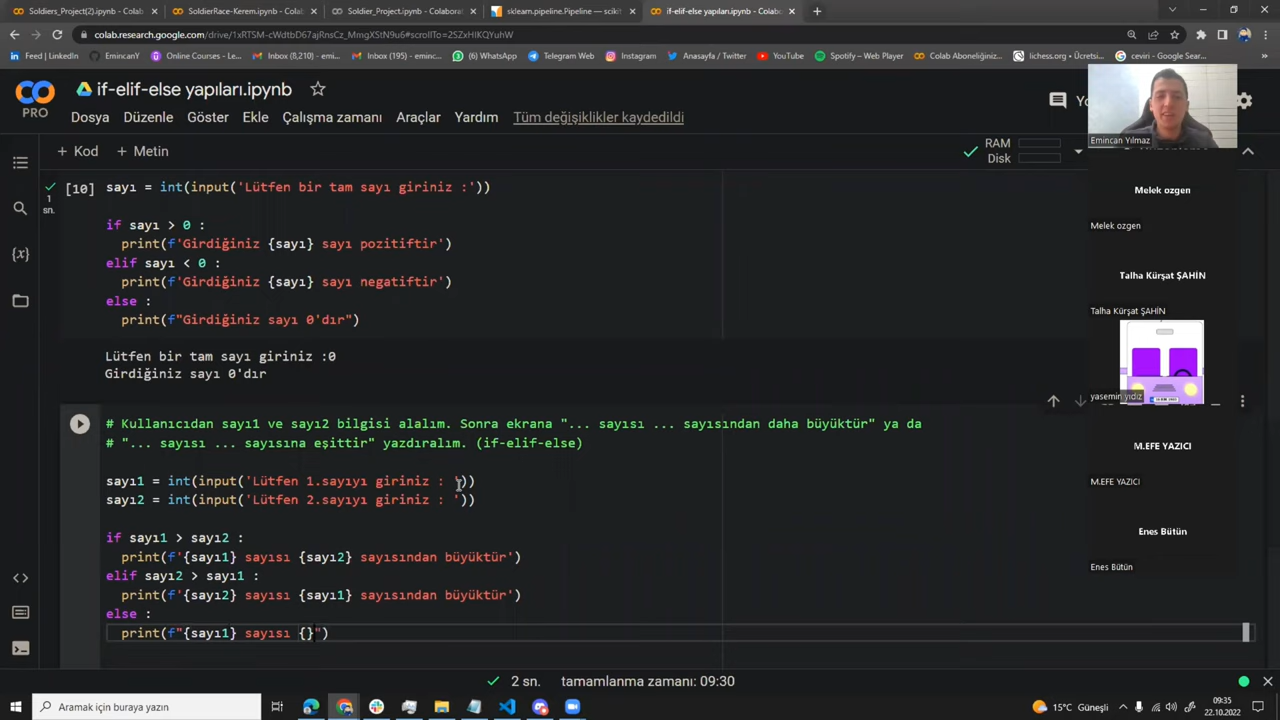 Soldiers_Project(2).ipynb - Colab
SoldierRace-Kerem.ipynb - Colab
Soldier_Project.ipynb - Colaborat
sklearn.pipeline.Pipeline — scikit
if-elif-else yapıları.ipynb - Colab
colab.research.google.com/drive/1xRTSM-cWdtbD67ajRnsCz_MmgXStN9u6#scrollTo=2SZxHIKQYuhW
Feed | LinkedIn
EmincanY
Online Courses - Le...
Inbox (8,210) - emi...
Inbox (6) - eminc...
(6) WhatsApp
Telegram Web
Instagram
Anasayfa / Twitter
YouTube
Spotify - Web Player
Colab Aboneliğiniz...
lichess.org • Ücretsi...
ceviri - Google Sear...
PRO
if-elif-else yapıları.ipynb
Dosya Düzenle Göster Ekle Çalışma zamanı Araçlar Yardım Tüm değişiklikler kaydedildi
+ Kod + Metin
RAM
Disk
[10] sayı = int(input('Lütfen bir tam sayı giriniz :'))
1
sn.
if sayı > 0 :
print(f'Girdiğiniz {sayı} sayı pozitiftir')
elif sayı < 0 :
print(f'Girdiğiniz {sayı} sayı negatiftir')
else :
print(f"Girdiğiniz sayı 0'dır")
Lütfen bir tam sayı giriniz :0
Girdiğiniz sayı 0'dır
# Kullanıcıdan sayı1 ve sayı2 bilgisi alalım. Sonra ekrana "... sayısı ... sayısından daha büyüktür" ya da
# "... sayısı ... sayısına eşittir" yazdıralım. (if-elif-else)
sayı1 = int(input('Lütfen 1.sayıyı giriniz : '))
sayı2 = int(input('Lütfen 2.sayıyı giriniz : '))
if sayı1 > sayı2 :
print(f'{sayı1} sayısı {sayı2} sayısından büyüktür')
elif sayı2 > sayı1 :
print(f'{sayı2} sayısı {sayı1} sayısından büyüktür')
else :
print(f"{sayı1} sayısı {}")
2 sn. tamamlanma zamanı: 09:30
Emincan Yılmaz
Melek ozgen
Melek ozgen
Talha Kürşat ŞAHİN
Talha Kürşat ŞAHİN
yasemin yıdız
M.EFE YAZICI
M.EFE YAZICI
Enes Bütün
Enes Bütün
Aramak için buraya yazın
15°C Güneşli
09:35
22.10.2022